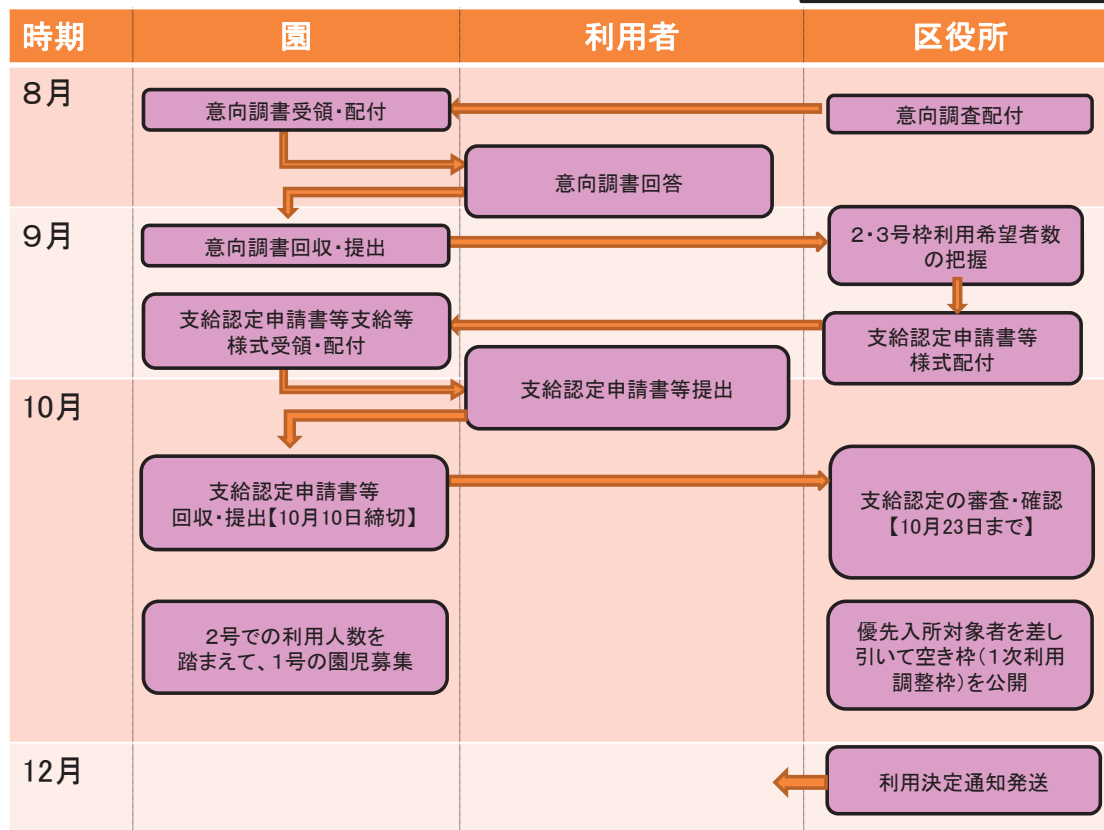 時期
園
利用者
区役所
８月
意向調書受領・配付
意向調査配付
意向調書回答
９月
意向調書回収・提出
２・３号枠利用希望者数
の把握
支給認定申請書等支給等
様式受領・配付
支給認定申請書等
様式配付
支給認定申請書等提出
10月
支給認定申請書等
回収・提出【10月10日締切】
支給認定の審査・確認
【10月23日まで】
２号での利用人数を
踏まえて、１号の園児募集
優先入所対象者を差し
引いて空き枠（１次利用
調整枠）を公開
12月
利用決定通知発送